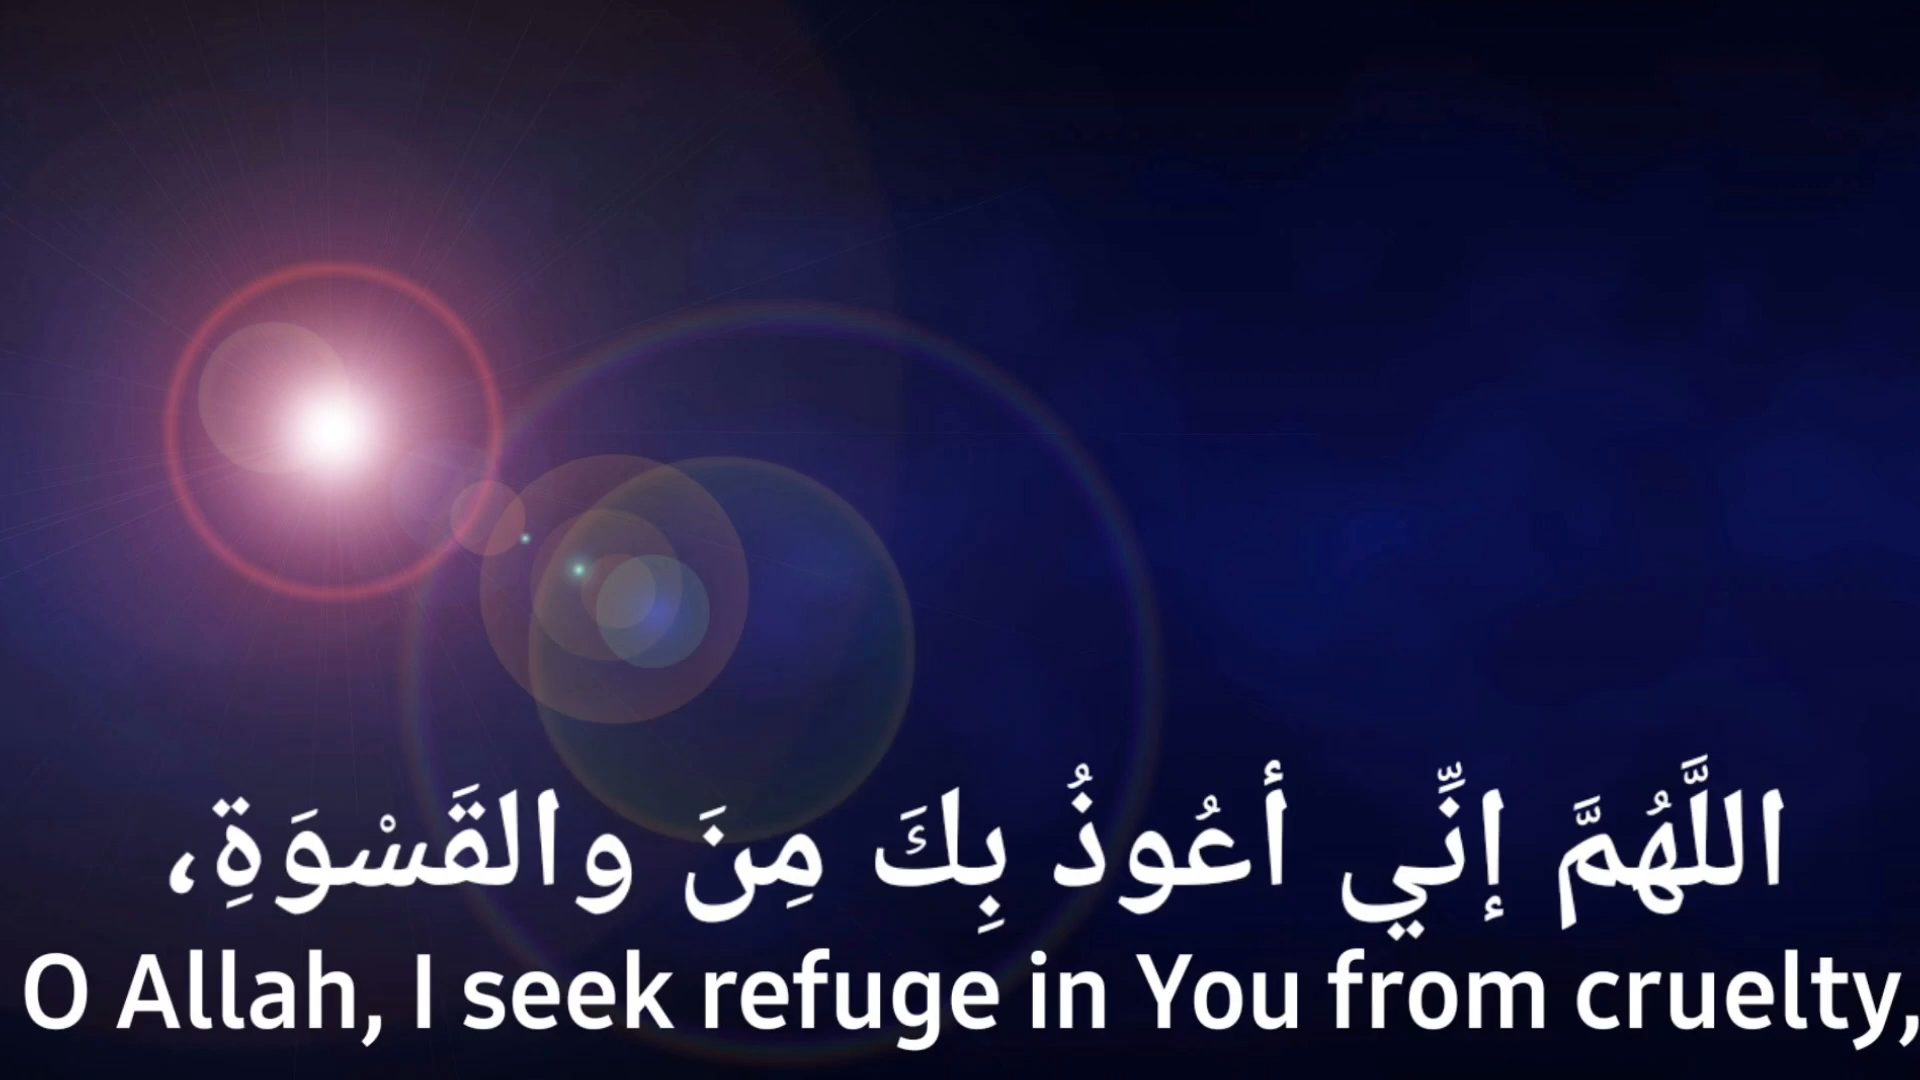 اللَّهُمَّ إنِّي أعُوذُ بِكَ مِنَ والقَسْوَةِ،
O Allah, I seek refuge in You from cruelty,